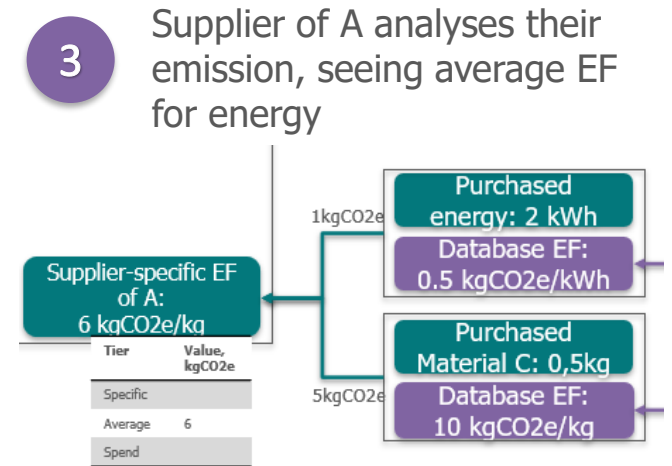 3
Supplier of A analyses their
emission, seeing average EF
for energy
Purchased
energy: 2 kWh
1kgCO2e
Database EF:
0.5 kgCO2e/kWh
Supplier-specific EF
of A:
6 kgCO2e/kg
Purchased
Material C: 0,5kg
5kgCO2e
Database EF:
10 kgCO2e/kg
Tier Value,
kgCO2e
Specific
Average 6
Spend